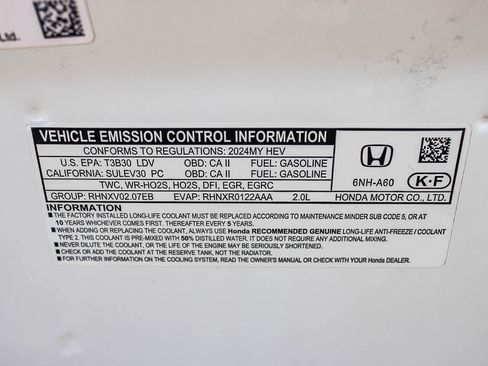 Ltd.
VEHICLE EMISSION CONTROL INFORMATION
CONFORMS TO REGULATIONS: 2024MY HEV
U.S. EPA: T3B30 LDV OBD: CA II FUEL: GASOLINE
CALIFORNIA: SULEV30 PC OBD: CA II FUEL: GASOLINE
TWC, WR-HO2S, HO2S, DFI, EGR, EGRC
GROUP: RHNXV02.07EB EVAP: RHNXR0122AAA 2.0L
6NH-A60
K-F
HONDA MOTOR CO., LTD.
INFORMATION
■ THE FACTORY INSTALLED LONG-LIFE COOLANT MUST BE REPLACED ACCORDING TO MAINTENANCE MINDER SUB CODE 5, OR AT
10 YEARS WHICHEVER COMES FIRST. THEREAFTER EVERY 5 YEARS.
■ WHEN ADDING OR REPLACING THE COOLANT, ALWAYS USE Honda RECOMMENDED GENUINE LONG-LIFE ANTI-FREEZE / COOLANT
TYPE 2. THIS COOLANT IS PRE-MIXED WITH 50% DISTILLED WATER. IT DOES NOT REQUIRE ANY ADDITIONAL MIXING.
■ NEVER DILUTE THE COOLANT, OR THE LIFE OF THE ENGINE MAY BE SERIOUSLY SHORTENED.
■ CHECK OR ADD THE COOLANT AT THE RESERVE TANK, NOT THE RADIATOR.
■ FOR FURTHER INFORMATION ON THE COOLING SYSTEM, READ THE OWNER'S MANUAL OR CHECK WITH YOUR Honda DEALER.